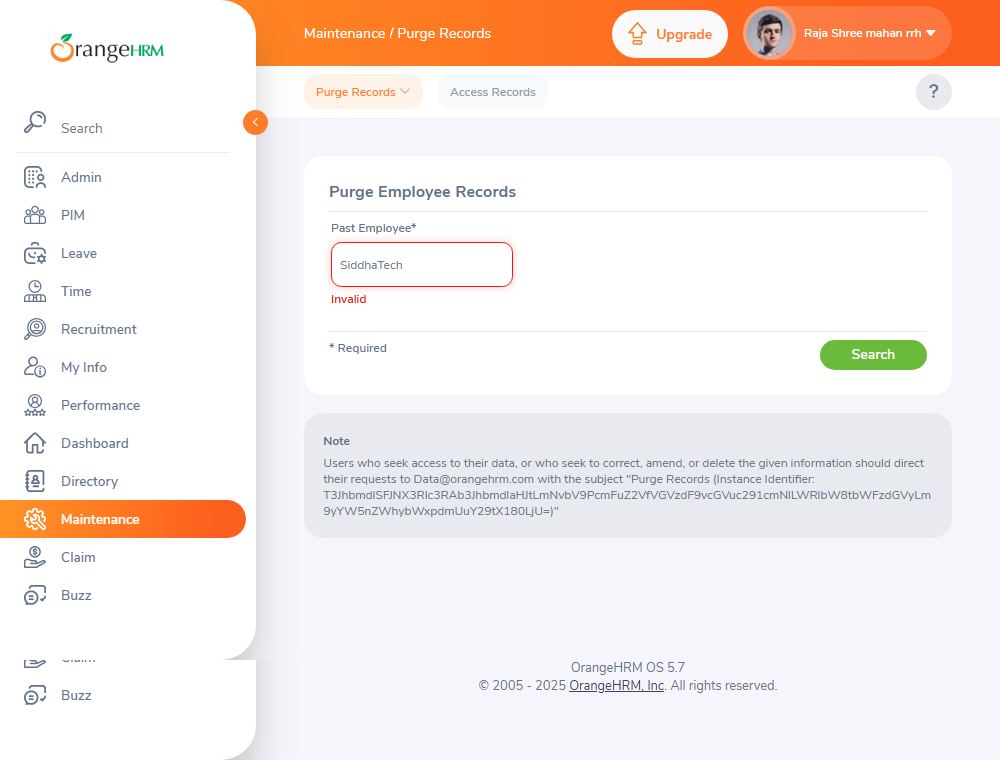 OrangeHRM
Maintenance / Purge Records
Upgrade
Raja Shree mahan rrh
Purge Records
Access Records
?
Search
Admin
PIM
Leave
Time
Recruitment
My Info
Performance
Dashboard
Directory
Maintenance
Claim
Buzz
Buzz
Purge Employee Records
Past Employee*
SiddhaTech
Invalid
* Required
Search
Note
Users who seek access to their data, or who seek to correct, amend, or delete the given information should direct
their requests to Data@orangehrm.com with the subject "Purge Records (Instance Identifier:
OrangeHRM OS 5.7
© 2005 - 2025 OrangeHRM, Inc. All rights reserved.